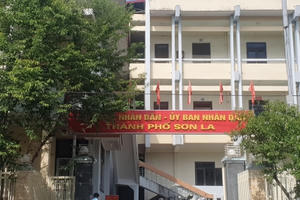 NHÂN DÂN - ỦY BAN NHÂN DÂN
THÀNH PHỐ SƠN LA